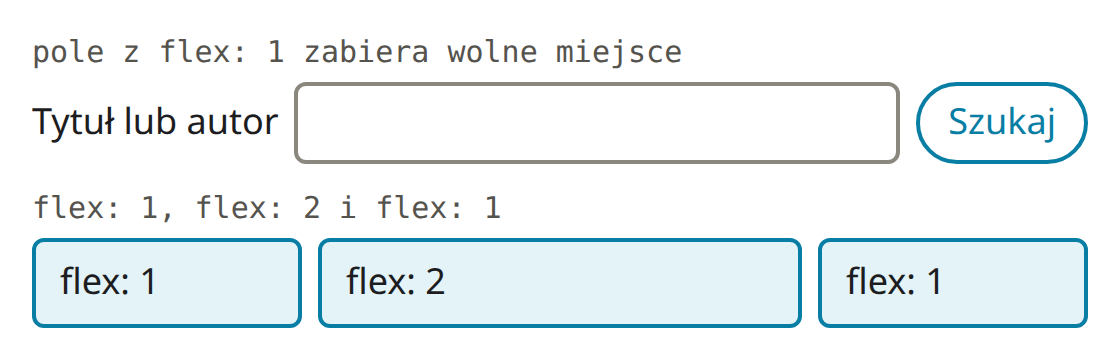 pole z flex: 1 zabiera wolne miejsce
Tytuł lub autor Szukaj
flex: 1, flex: 2 i flex: 1
flex: 1 flex: 2 flex: 1